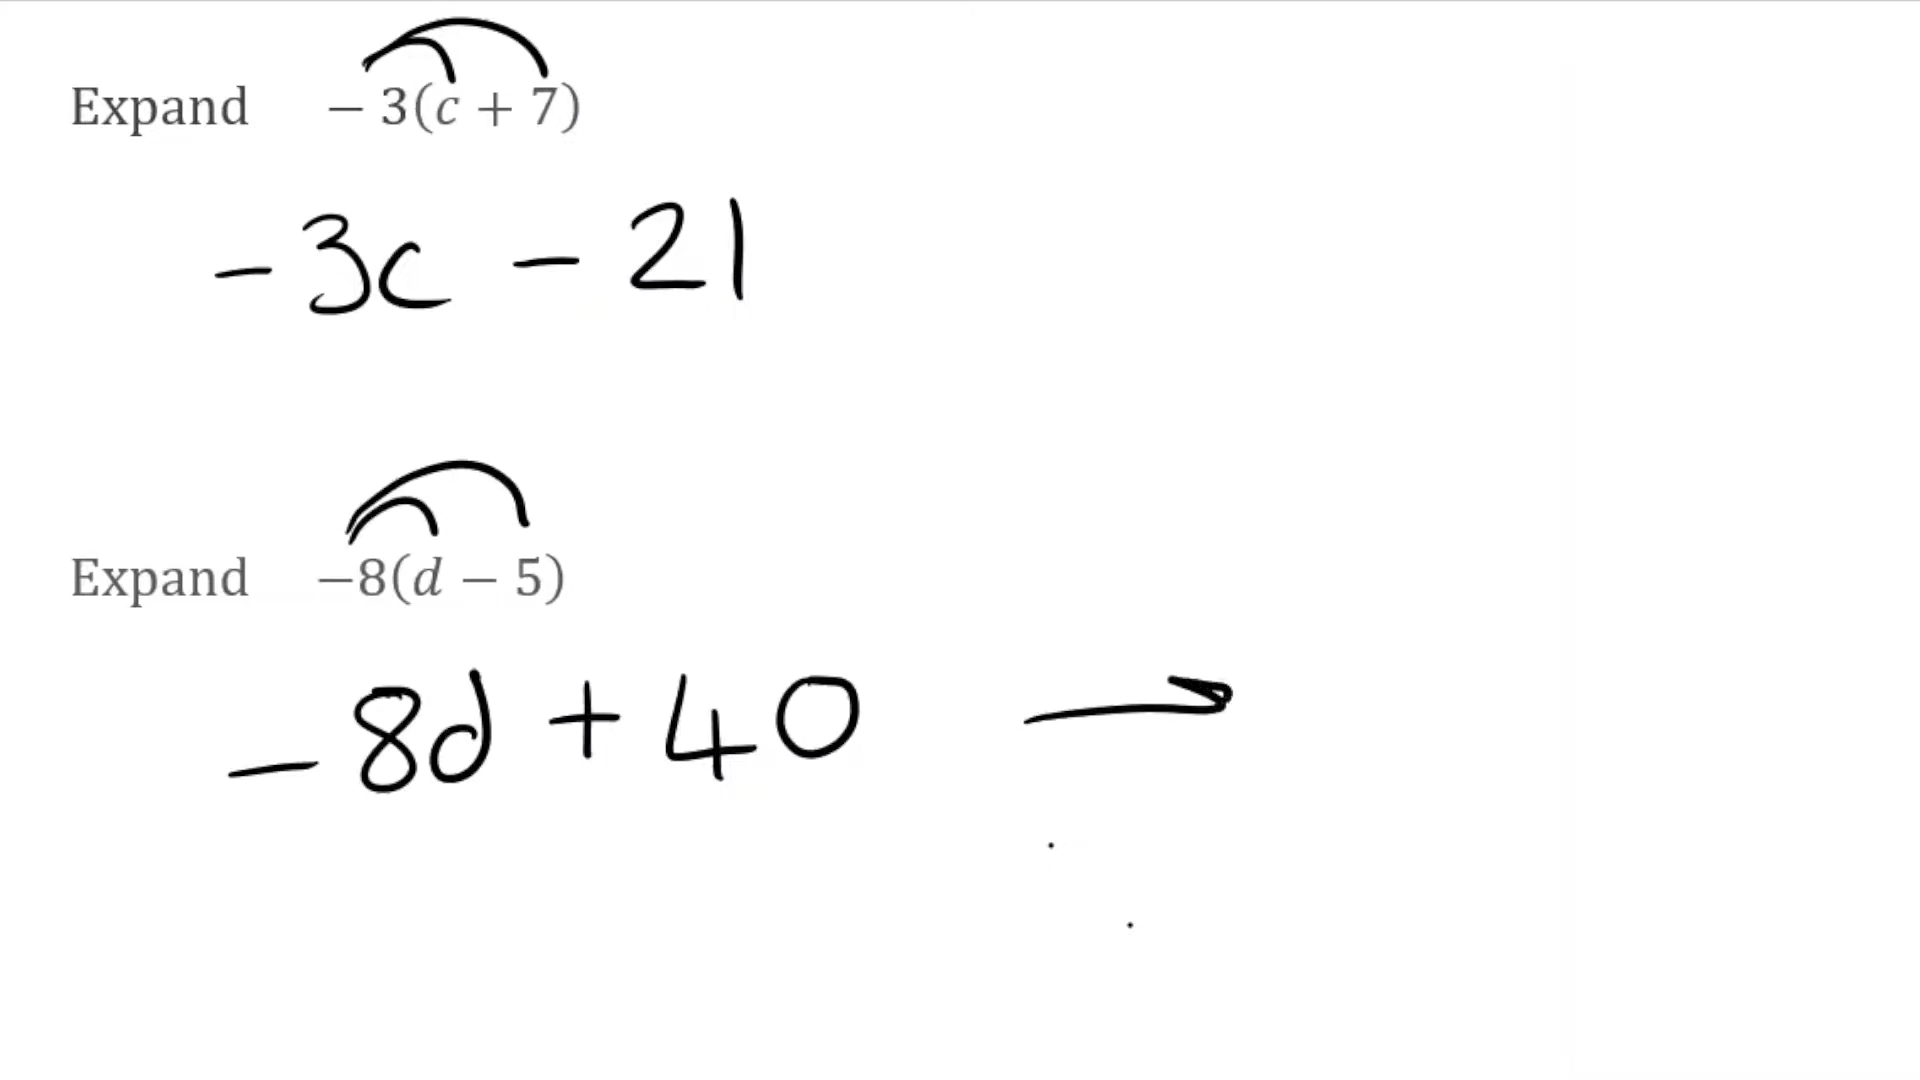 Expand − 3(c + 7)
−3c − 21
Expand −8(d − 5)
−8d + 40 →